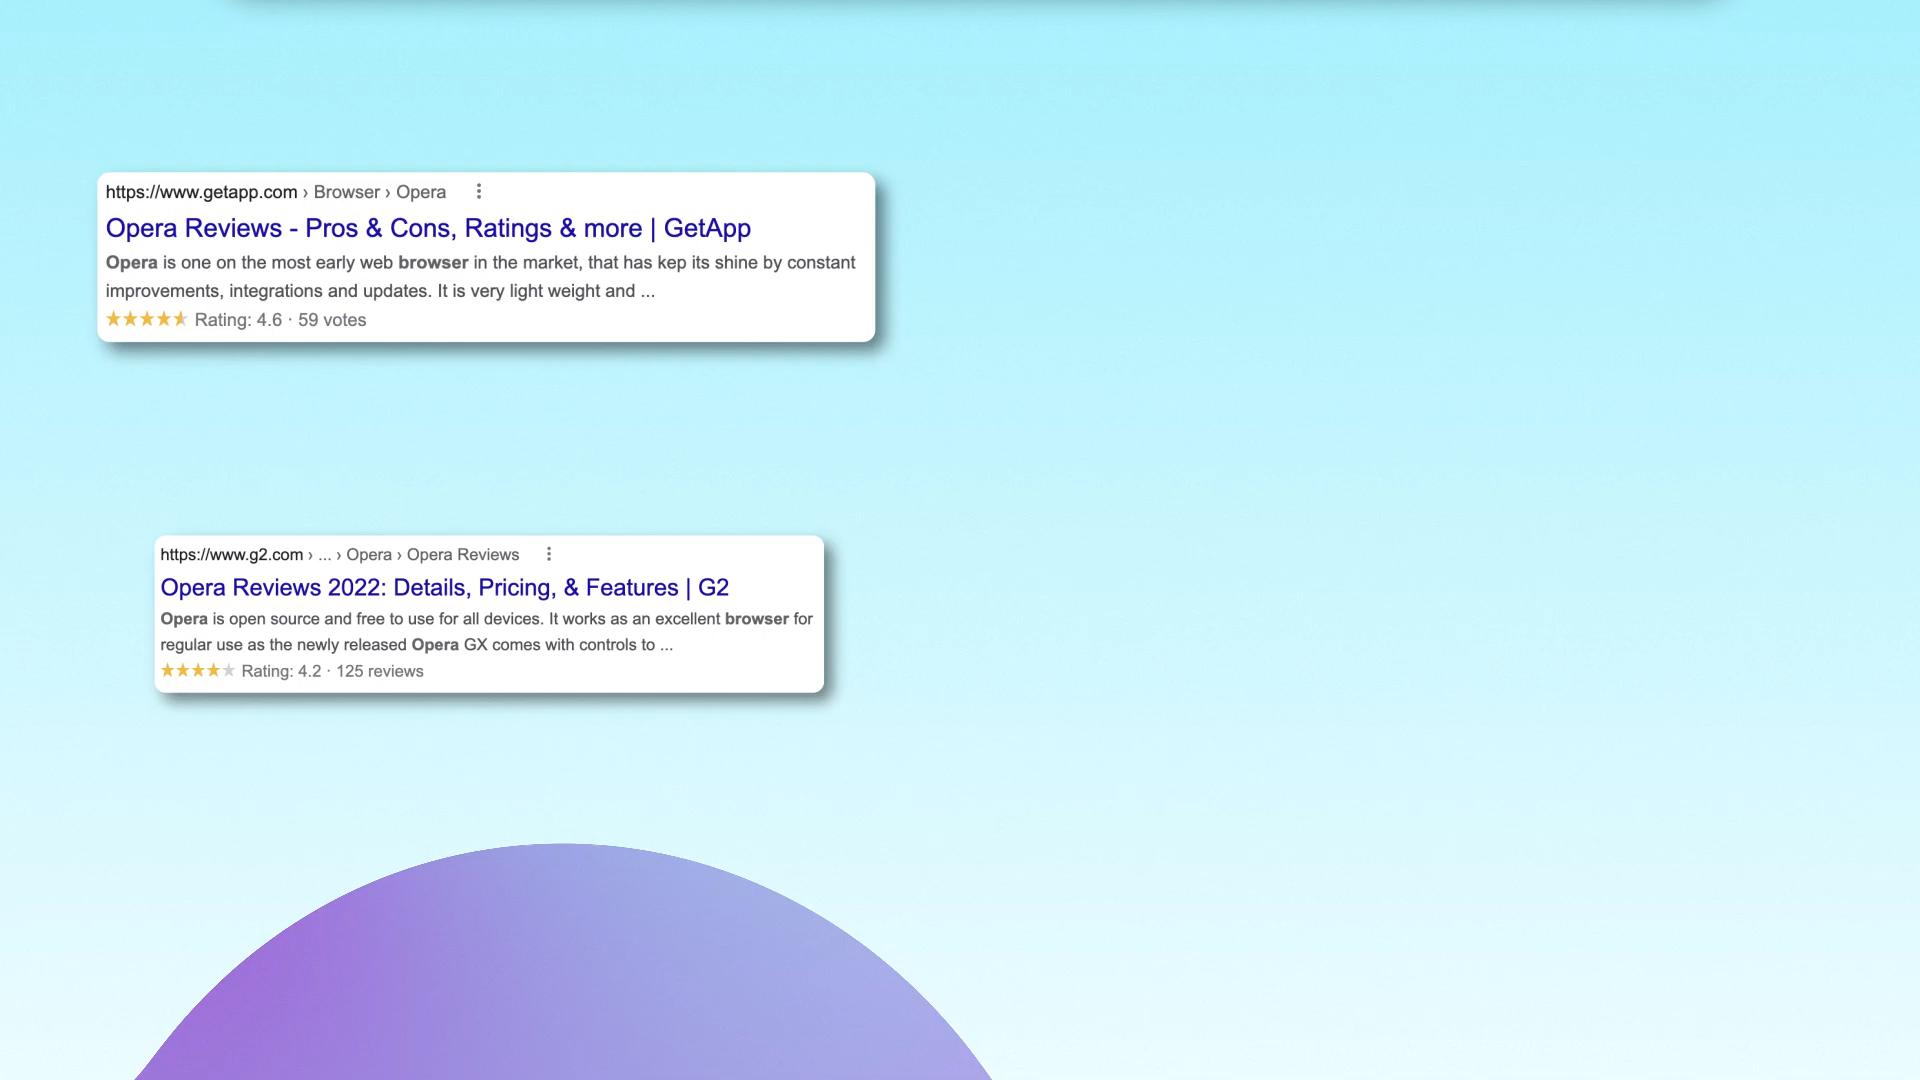 https://www.getapp.com › Browser › Opera
Opera Reviews - Pros & Cons, Ratings & more | GetApp
Opera is one on the most early web browser in the market, that has kep its shine by constant
improvements, integrations and updates. It is very light weight and ...
Rating: 4.6 · 59 votes
https://www.g2.com › ... › Opera › Opera Reviews
Opera Reviews 2022: Details, Pricing, & Features | G2
Opera is open source and free to use for all devices. It works as an excellent browser for
regular use as the newly released Opera GX comes with controls to ...
Rating: 4.2 · 125 reviews